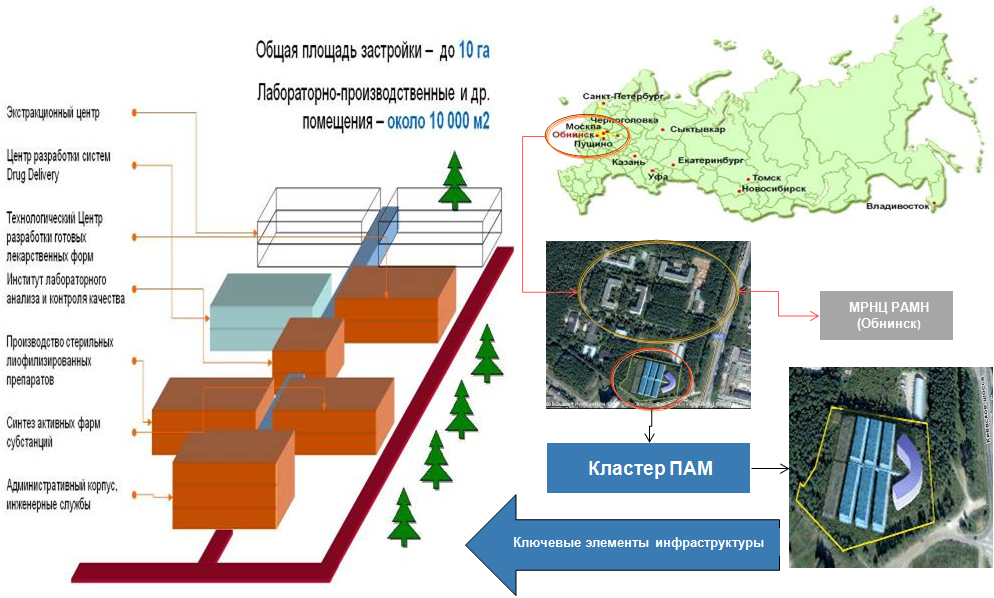 Общая площадь застройки – до 10 га
Лабораторно-производственные и др.
помещения – около 10 000 м2
Экстракционный центр
Центр разработки систем
Drug Delivery
Технологический Центр
разработки готовых
лекарственных форм
Институт лабораторного
анализа и контроля качества
Производство стерильных
лиофилизированных
препаратов
Синтез активных фарм
субстанций
Административный корпус,
инженерные службы
Санкт-Петербург
Черноголовка
Москва
Обнинск
Пущино
Сыктывкар
Казань
Екатеринбург
Уфа
Томск
Новосибирск
Владивосток
МРНЦ РАМН
(Обнинск)
Кластер ПАМ
Киевское шоссе
Ключевые элементы инфраструктуры